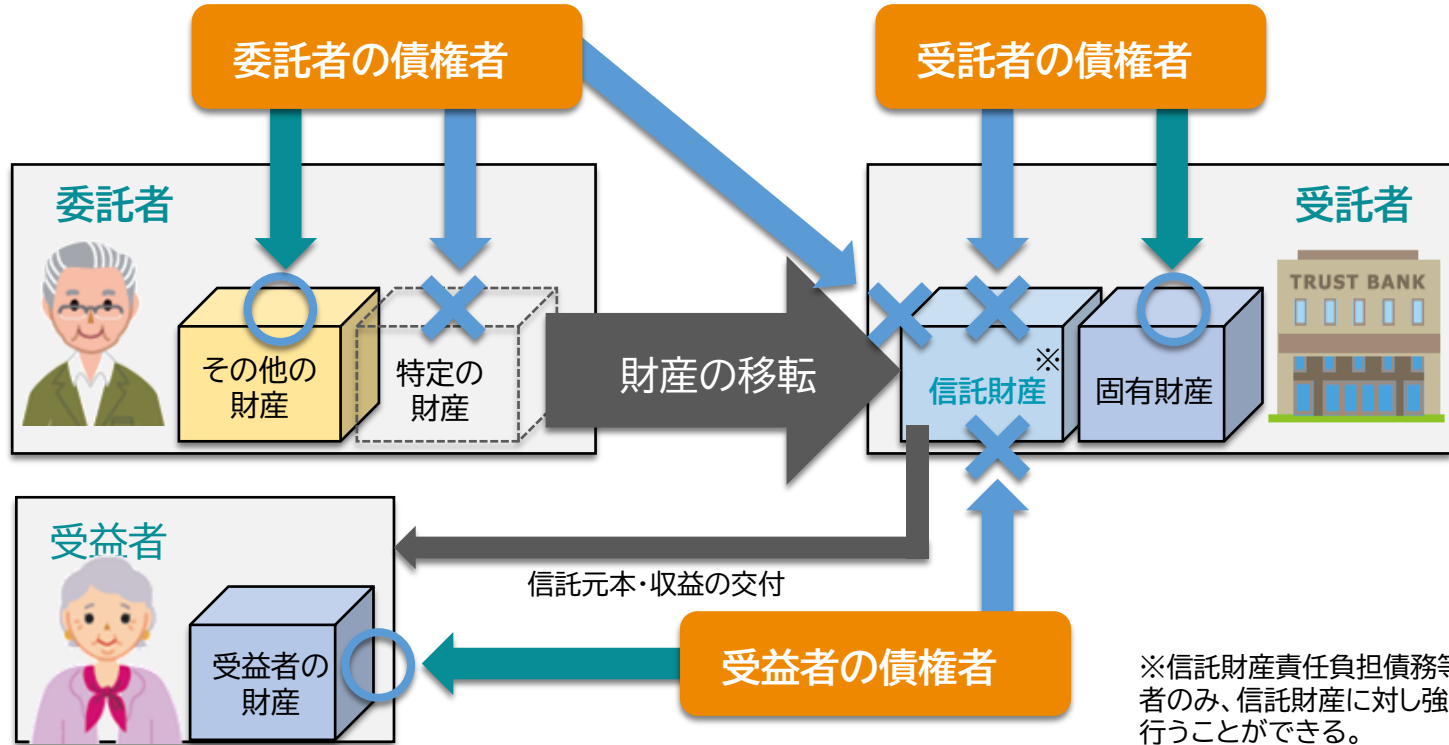 委託者の債権者
受託者の債権者
委託者
受託者
TRUST BANK
その他の
財産
特定の
財産
財産の移転
※
信託財産
固有財産
受益者
信託元本・収益の交付
受益者の
財産
受益者の債権者
※信託財産責任負担債務等
者のみ、信託財産に対し強
行うことができる。